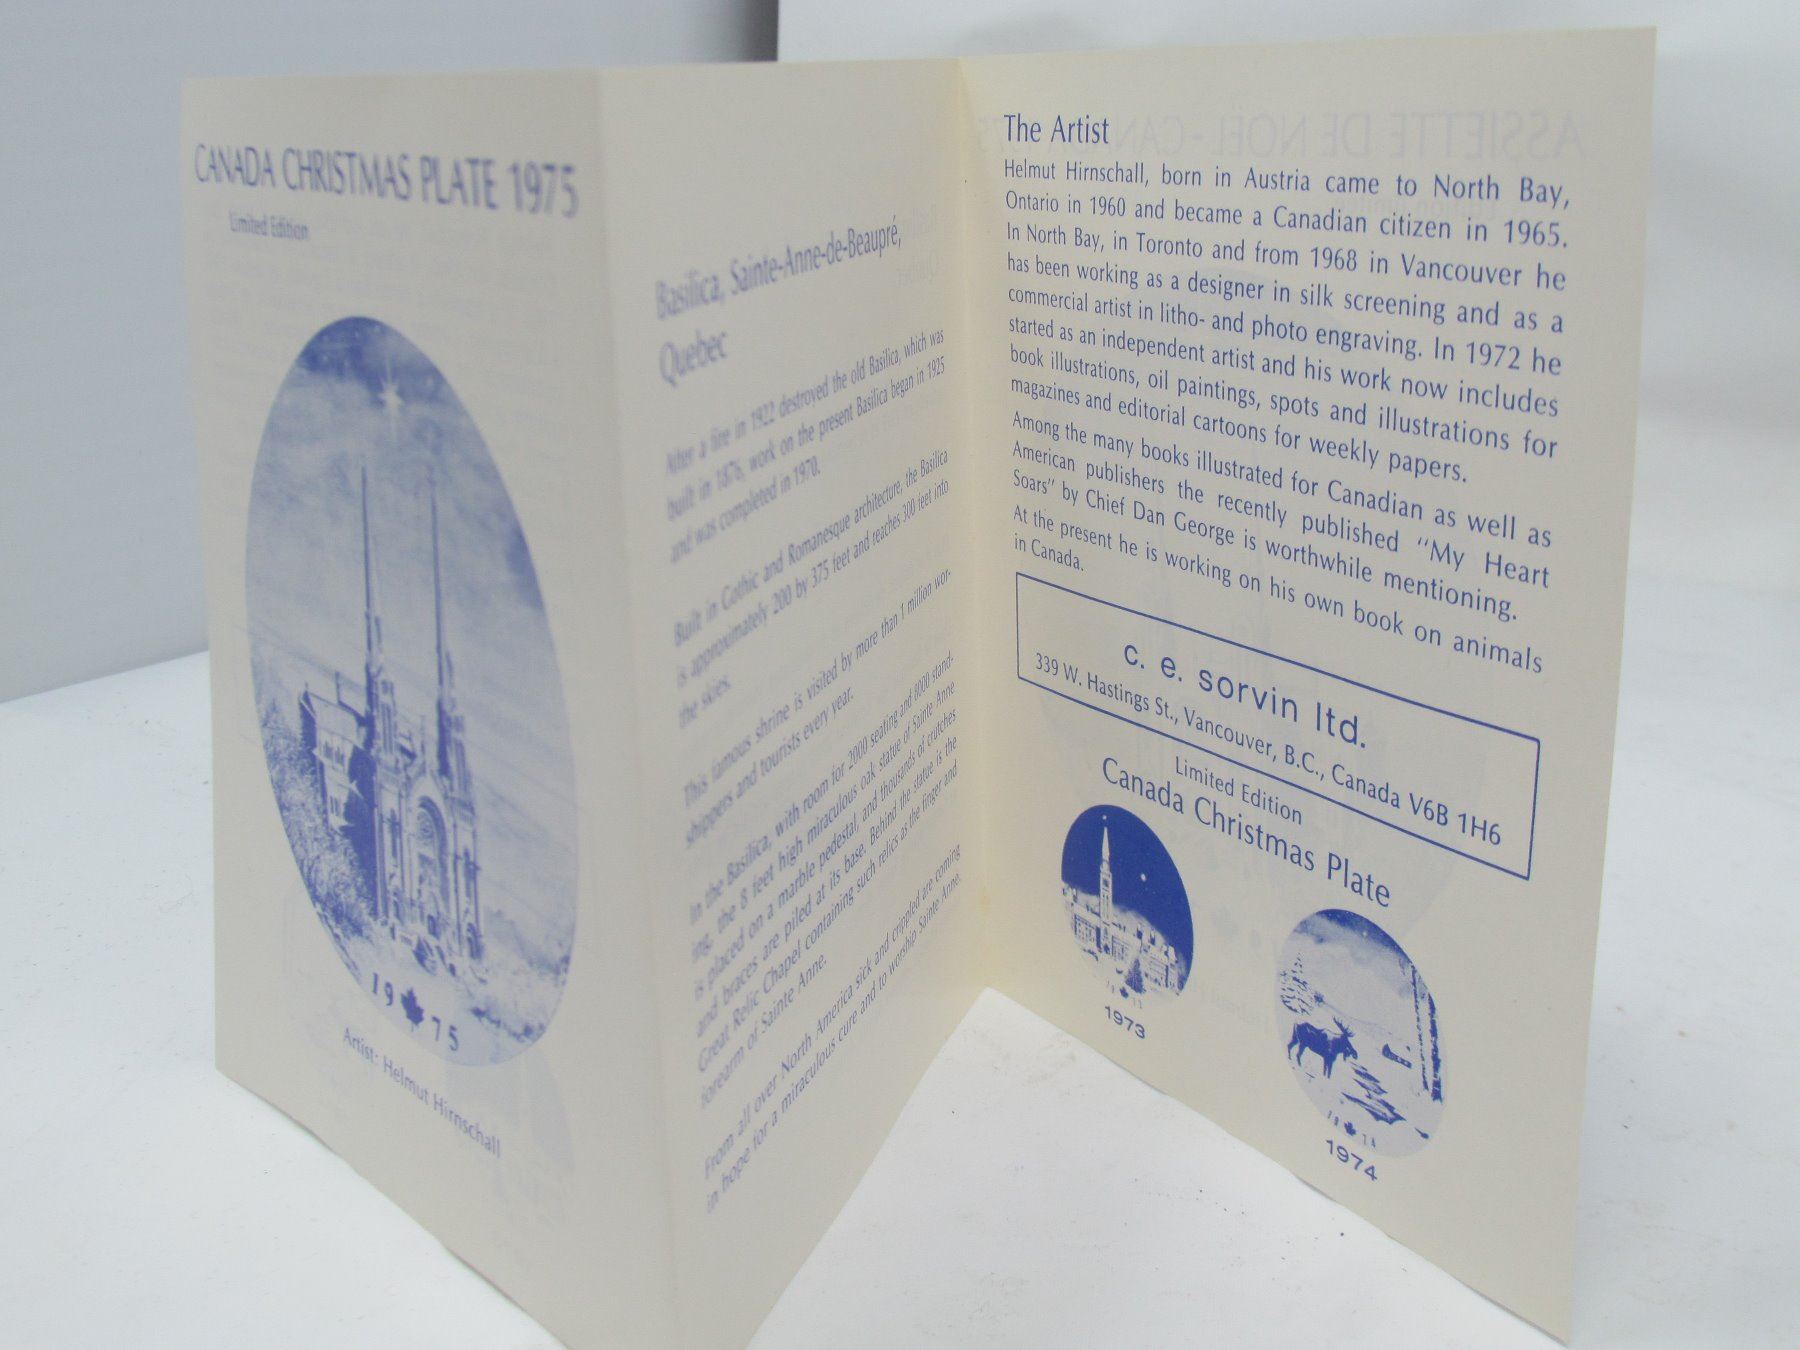 CANADA CHRISTMAS PLATE 1975
Limited Edition
19 75
Artist: Helmut Hirnschall
Basilica, Sainte-Anne-de-Beaupré,
Quebec
After a fire in 1922 destroyed the old Basilica, which was
built in 1876, work on the present Basilica began in 1925
and was completed in 1970.
Built in Gothic and Romanesque architecture, the Basilica
is approximately 200 by 375 feet and reaches 300 feet into
the skies.
This famous shrine is visited by more than 1 million wor-
shippers and tourists every year.
In the Basilica, with room for 2000 seating and 8000 stand-
ing, the 8 feet high miraculous oak statue of Sainte Anne
is placed on a marble pedestal, and thousands of crutches
and braces are piled at its base. Behind the statue is the
Great Relic Chapel containing such relics as the finger and
forearm of Sainte Anne.
From all over North America sick and crippled are coming
in hope for a miraculous cure and to worship Sainte Anne.
The Artist
Helmut Hirnschall, born in Austria came to North Bay,
Ontario in 1960 and became a Canadian citizen in 1965.
In North Bay, in Toronto and from 1968 in Vancouver he
has been working as a designer in silk screening and as a
commercial artist in litho- and photo engraving. In 1972 he
started as an independent artist and his work now includes
book illustrations, oil paintings, spots and illustrations for
magazines and editorial cartoons for weekly papers.
Among the many books illustrated for Canadian as well as
American publishers the recently published "My Heart
Soars" by Chief Dan George is worthwhile mentioning.
At the present he is working on his own book on animals
in Canada.
c. e. sorvin ltd.
339 W. Hastings St., Vancouver, B.C., Canada V6B 1H6
Limited Edition
Canada Christmas Plate
1973
1974